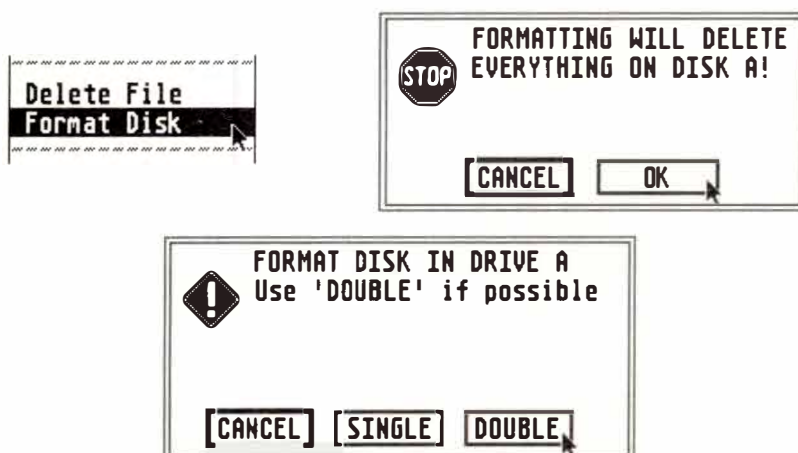 Delete File
Format Disk
STOP
FORMATTING WILL DELETE
EVERYTHING ON DISK A!
[CANCEL] OK
FORMAT DISK IN DRIVE A
Use 'DOUBLE' if possible
[CANCEL] [SINGLE] DOUBLE